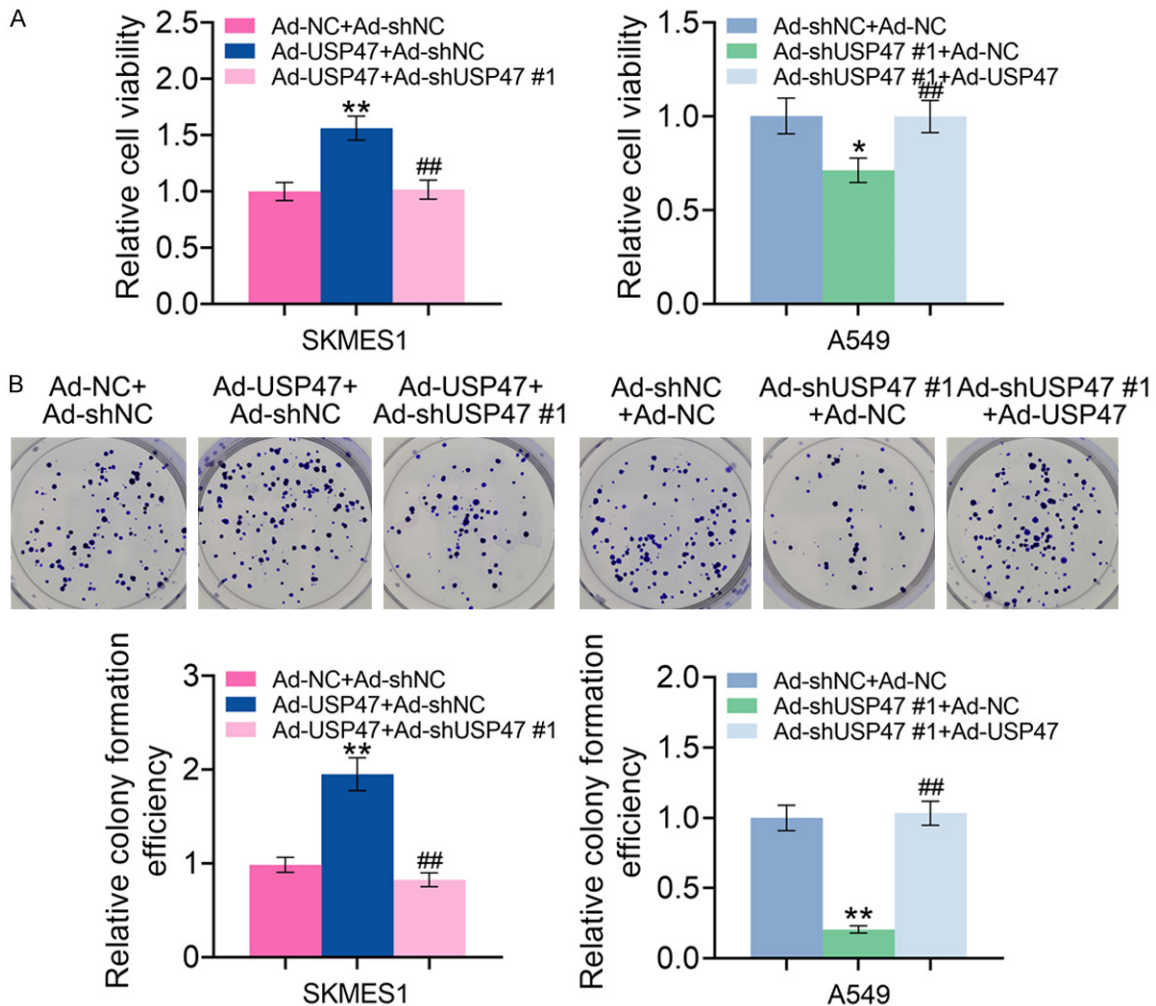 A
Relative cell viability
2.5
2.0
1.5
1.0
0.5
0.0
Ad-NC+Ad-shNC
Ad-USP47+Ad-shNC
Ad-USP47+Ad-shUSP47 #1
**
##
SKMES1
Relative cell viability
1.5
1.0
0.5
0.0
Ad-shNC+Ad-NC
Ad-shUSP47 #1+Ad-NC
Ad-shUSP47 #1+Ad-USP47
*
##
A549
B
Ad-NC+
Ad-shNC
Ad-USP47+
Ad-shNC
Ad-USP47+
Ad-shUSP47 #1
Ad-shNC
+Ad-NC
Ad-shUSP47 #1
+Ad-NC
Ad-shUSP47 #1
+Ad-USP47
Relative colony formation
efficiency
3
2
1
0
Ad-NC+Ad-shNC
Ad-USP47+Ad-shNC
Ad-USP47+Ad-shUSP47 #1
**
##
SKMES1
Relative colony formation
efficiency
2.0
1.5
1.0
0.5
0.0
Ad-shNC+Ad-NC
Ad-shUSP47 #1+Ad-NC
Ad-shUSP47 #1+Ad-USP47
**
##
A549